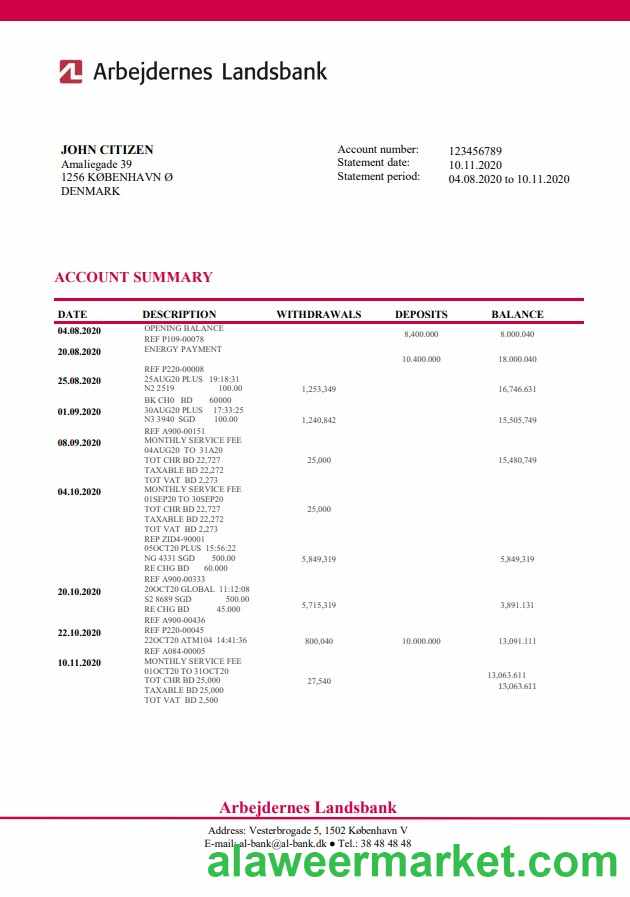 Arbejdernes Landsbank
JOHN CITIZEN
Amaliegade 39
1256 KØBENHAVN Ø
DENMARK
Account number: 123456789
Statement date: 10.11.2020
Statement period: 04.08.2020 to 10.11.2020
ACCOUNT SUMMARY
DATE DESCRIPTION WITHDRAWALS DEPOSITS BALANCE
04.08.2020 OPENING BALANCE
8,400.000 8.000.040
REF P109-00078
20.08.2020 ENERGY PAYMENT
10.400.000 18.000.040
REF P220-00008
25.08.2020 25AUG20 PLUS 19:18:31
N2 2519 100.00 1,253,349 16,746.631
BK CH0 BD 60000
01.09.2020 30AUG20 PLUS 17:33:25
N3 3940 SGD 100.00 1,240,842 15,505,749
REF A900-00151
08.09.2020 MONTHLY SERVICE FEE
04AUG20 TO 31A20
TOT CHR BD 22,727 25,000 15,480,749
TAXABLE BD 22,272
TOT VAT BD 2,273
04.10.2020 MONTHLY SERVICE FEE
01SEP20 TO 30SEP20
TOT CHR BD 22,727 25,000
TAXABLE BD 22,272
TOT VAT BD 2,273
REP ZID4-90001
05OCT20 PLUS 15:56:22
NG 4331 SGD 500.00 5,849,319 5,849,319
RE CHG BD 60.000
REF A900-00333
20.10.2020 20OCT20 GLOBAL 11:12:08
S2 8689 SGD 500.00
5,715,319 3,891.131
RE CHG BD 45.000
REF A900-00436
22.10.2020 REF P220-00045
22OCT20 ATM104 14:41:36 800,040 10.000.000 13,091.111
REF A084-00005
10.11.2020 MONTHLY SERVICE FEE
01OCT20 TO 31OCT20
13,063.611
TOT CHR BD 25,000 27,540
13,063.611
TAXABLE BD 25,000
TOT VAT BD 2,500
Arbejdernes Landsbank
Address: Vesterbrogade 5, 1502 København V
E-mail: al-bank@al-bank.dk ● Tel.: 38 48 48 48
alaweermarket.com